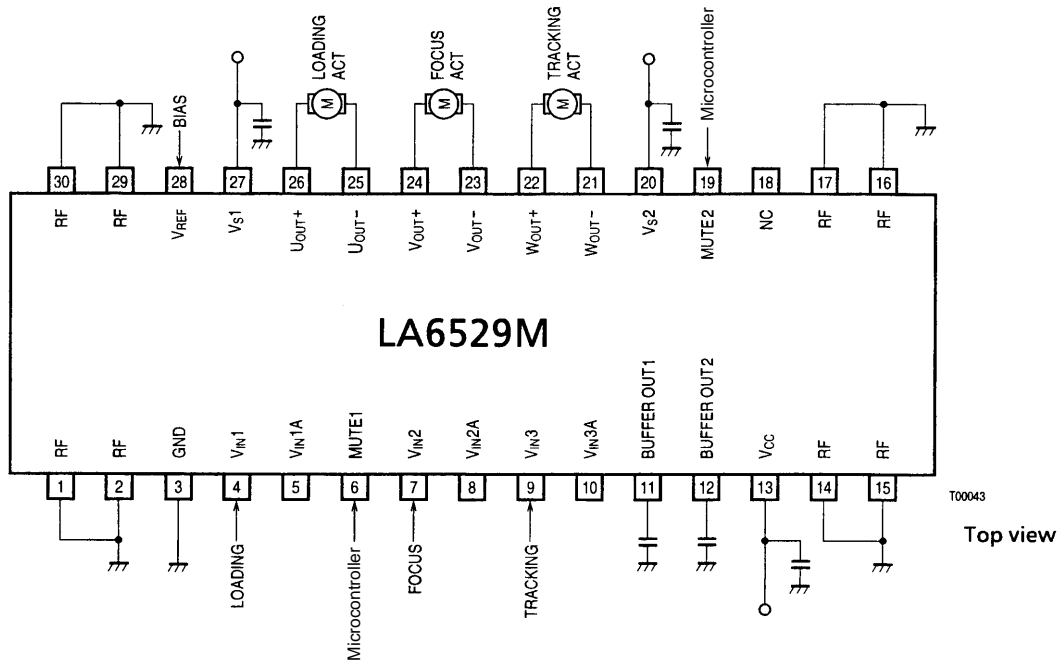 LOADING ACT
FOCUS ACT
TRACKING ACT
BIAS
Microcontroller
M
M
M
30 29 28 27 26 25 24 23 22 21 20 19 18 17 16
RF RF VREF VS1 UOUT+ UOUT− VOUT+ VOUT− WOUT+ WOUT− VS2 MUTE2 NC RF RF
LA6529M
RF RF GND VIN1 VIN1A MUTE1 VIN2 VIN2A VIN3 VIN3A BUFFER OUT1 BUFFER OUT2 VCC RF RF
1 2 3 4 5 6 7 8 9 10 11 12 13 14 15
T00043
Top view
LOADING
Microcontroller
FOCUS
TRACKING